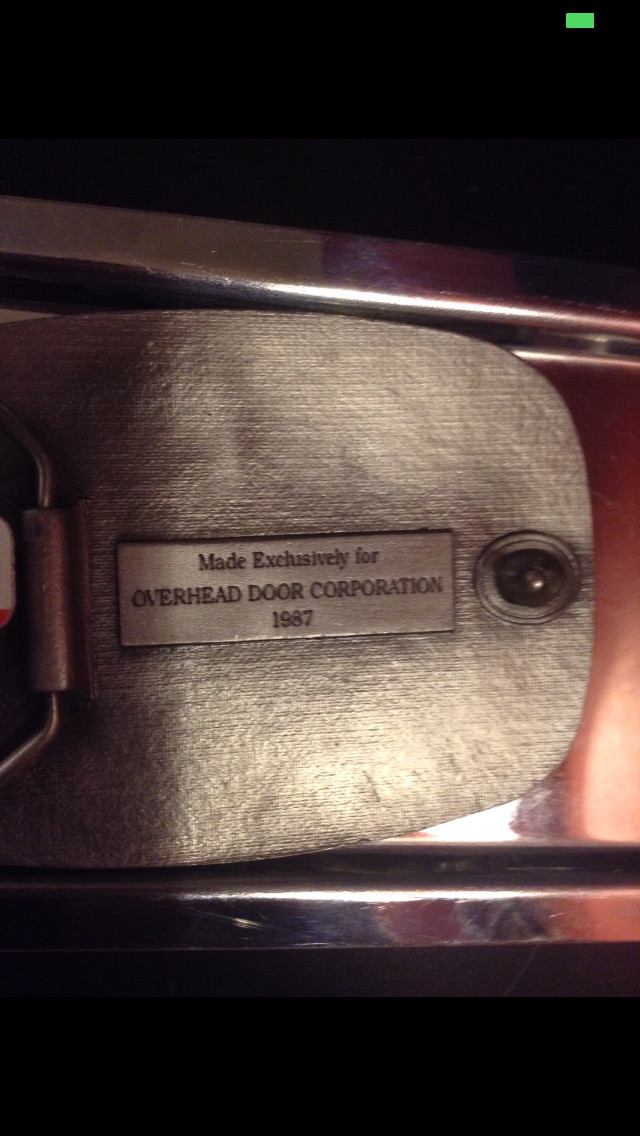 Made Exclusively for
OVERHEAD DOOR CORPORATION
1987